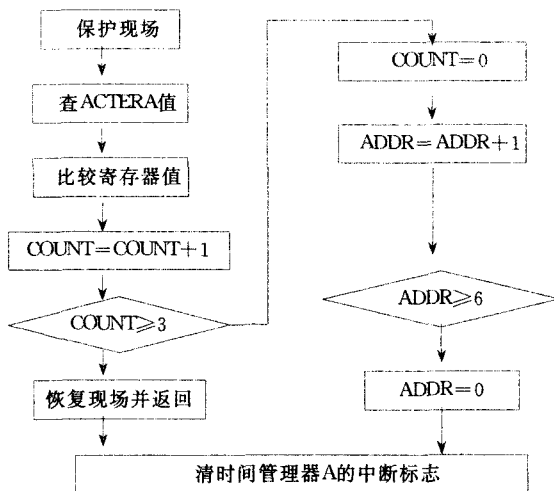 保护现场
查ACTERA值
比较寄存器值
COUNT=COUNT+1
COUNT⩾3
恢复现场并返回
COUNT=0
ADDR=ADDR+1
ADDR⩾6
ADDR=0
清时间管理器A的中断标志